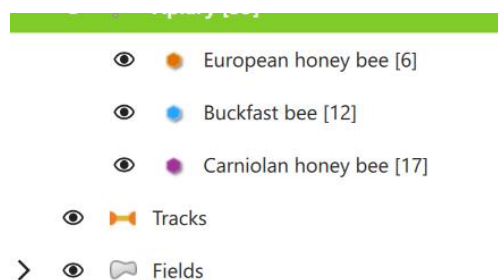 European honey bee [6]
Buckfast bee [12]
Carniolan honey bee [17]
Tracks
Fields